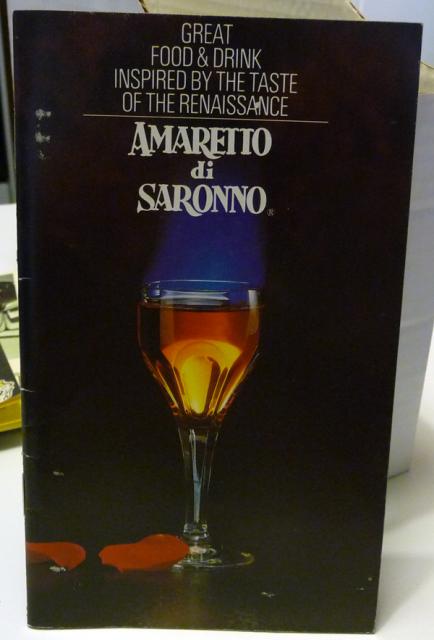 GREAT
FOOD & DRINK
INSPIRED BY THE TASTE
OF THE RENAISSANCE
AMARETTO
di
SARONNO®